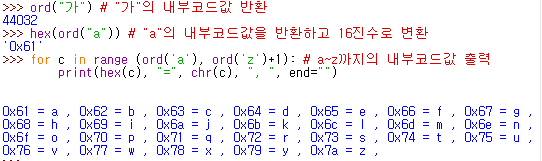 >>> ord("가") # "가"의 내부코드값 반환
44032
>>> hex(ord("a")) # "a"의 내부코드값을 반환하고 16진수로 변환
'0x61'
>>> for c in range (ord('a'), ord('z')+1): # a~z까지의 내부코드값 출력
print(hex(c), "=", chr(c), ", ", end="")
0x61 = a , 0x62 = b , 0x63 = c , 0x64 = d , 0x65 = e , 0x66 = f , 0x67 = g ,
0x68 = h , 0x69 = i , 0x6a = j , 0x6b = k , 0x6c = l , 0x6d = m , 0x6e = n ,
0x6f = o , 0x70 = p , 0x71 = q , 0x72 = r , 0x73 = s , 0x74 = t , 0x75 = u ,
0x76 = v , 0x77 = w , 0x78 = x , 0x79 = y , 0x7a = z ,